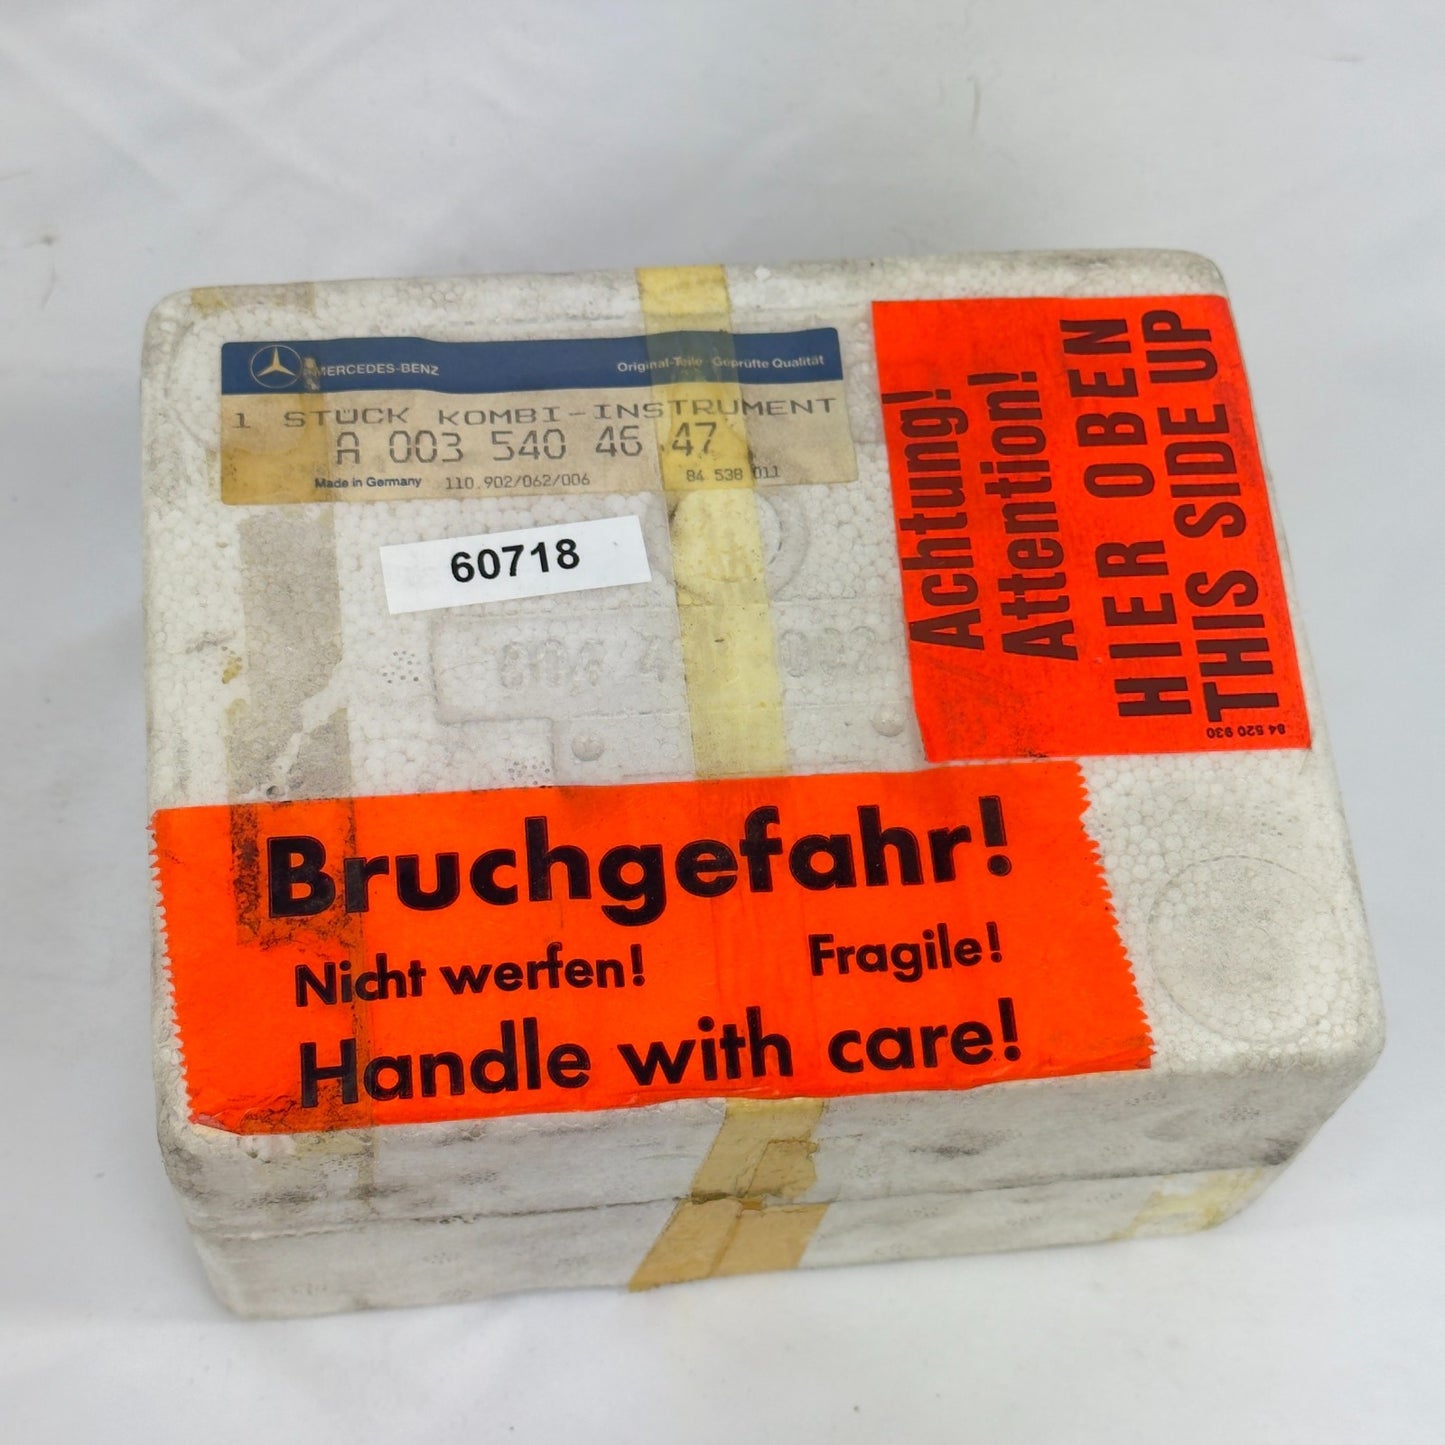 MERCEDES-BENZ
Original-Teile Geprüfte Qualität
1 STÜCK KOMBI-INSTRUMENT
A 003 540 46 47
Made in Germany 110.902/062/006 84 538 011
60718
Achtung!
Attention!
HIER OBEN
THIS SIDE UP
84 520 930
Bruchgefahr!
Nicht werfen! Fragile!
Handle with care!